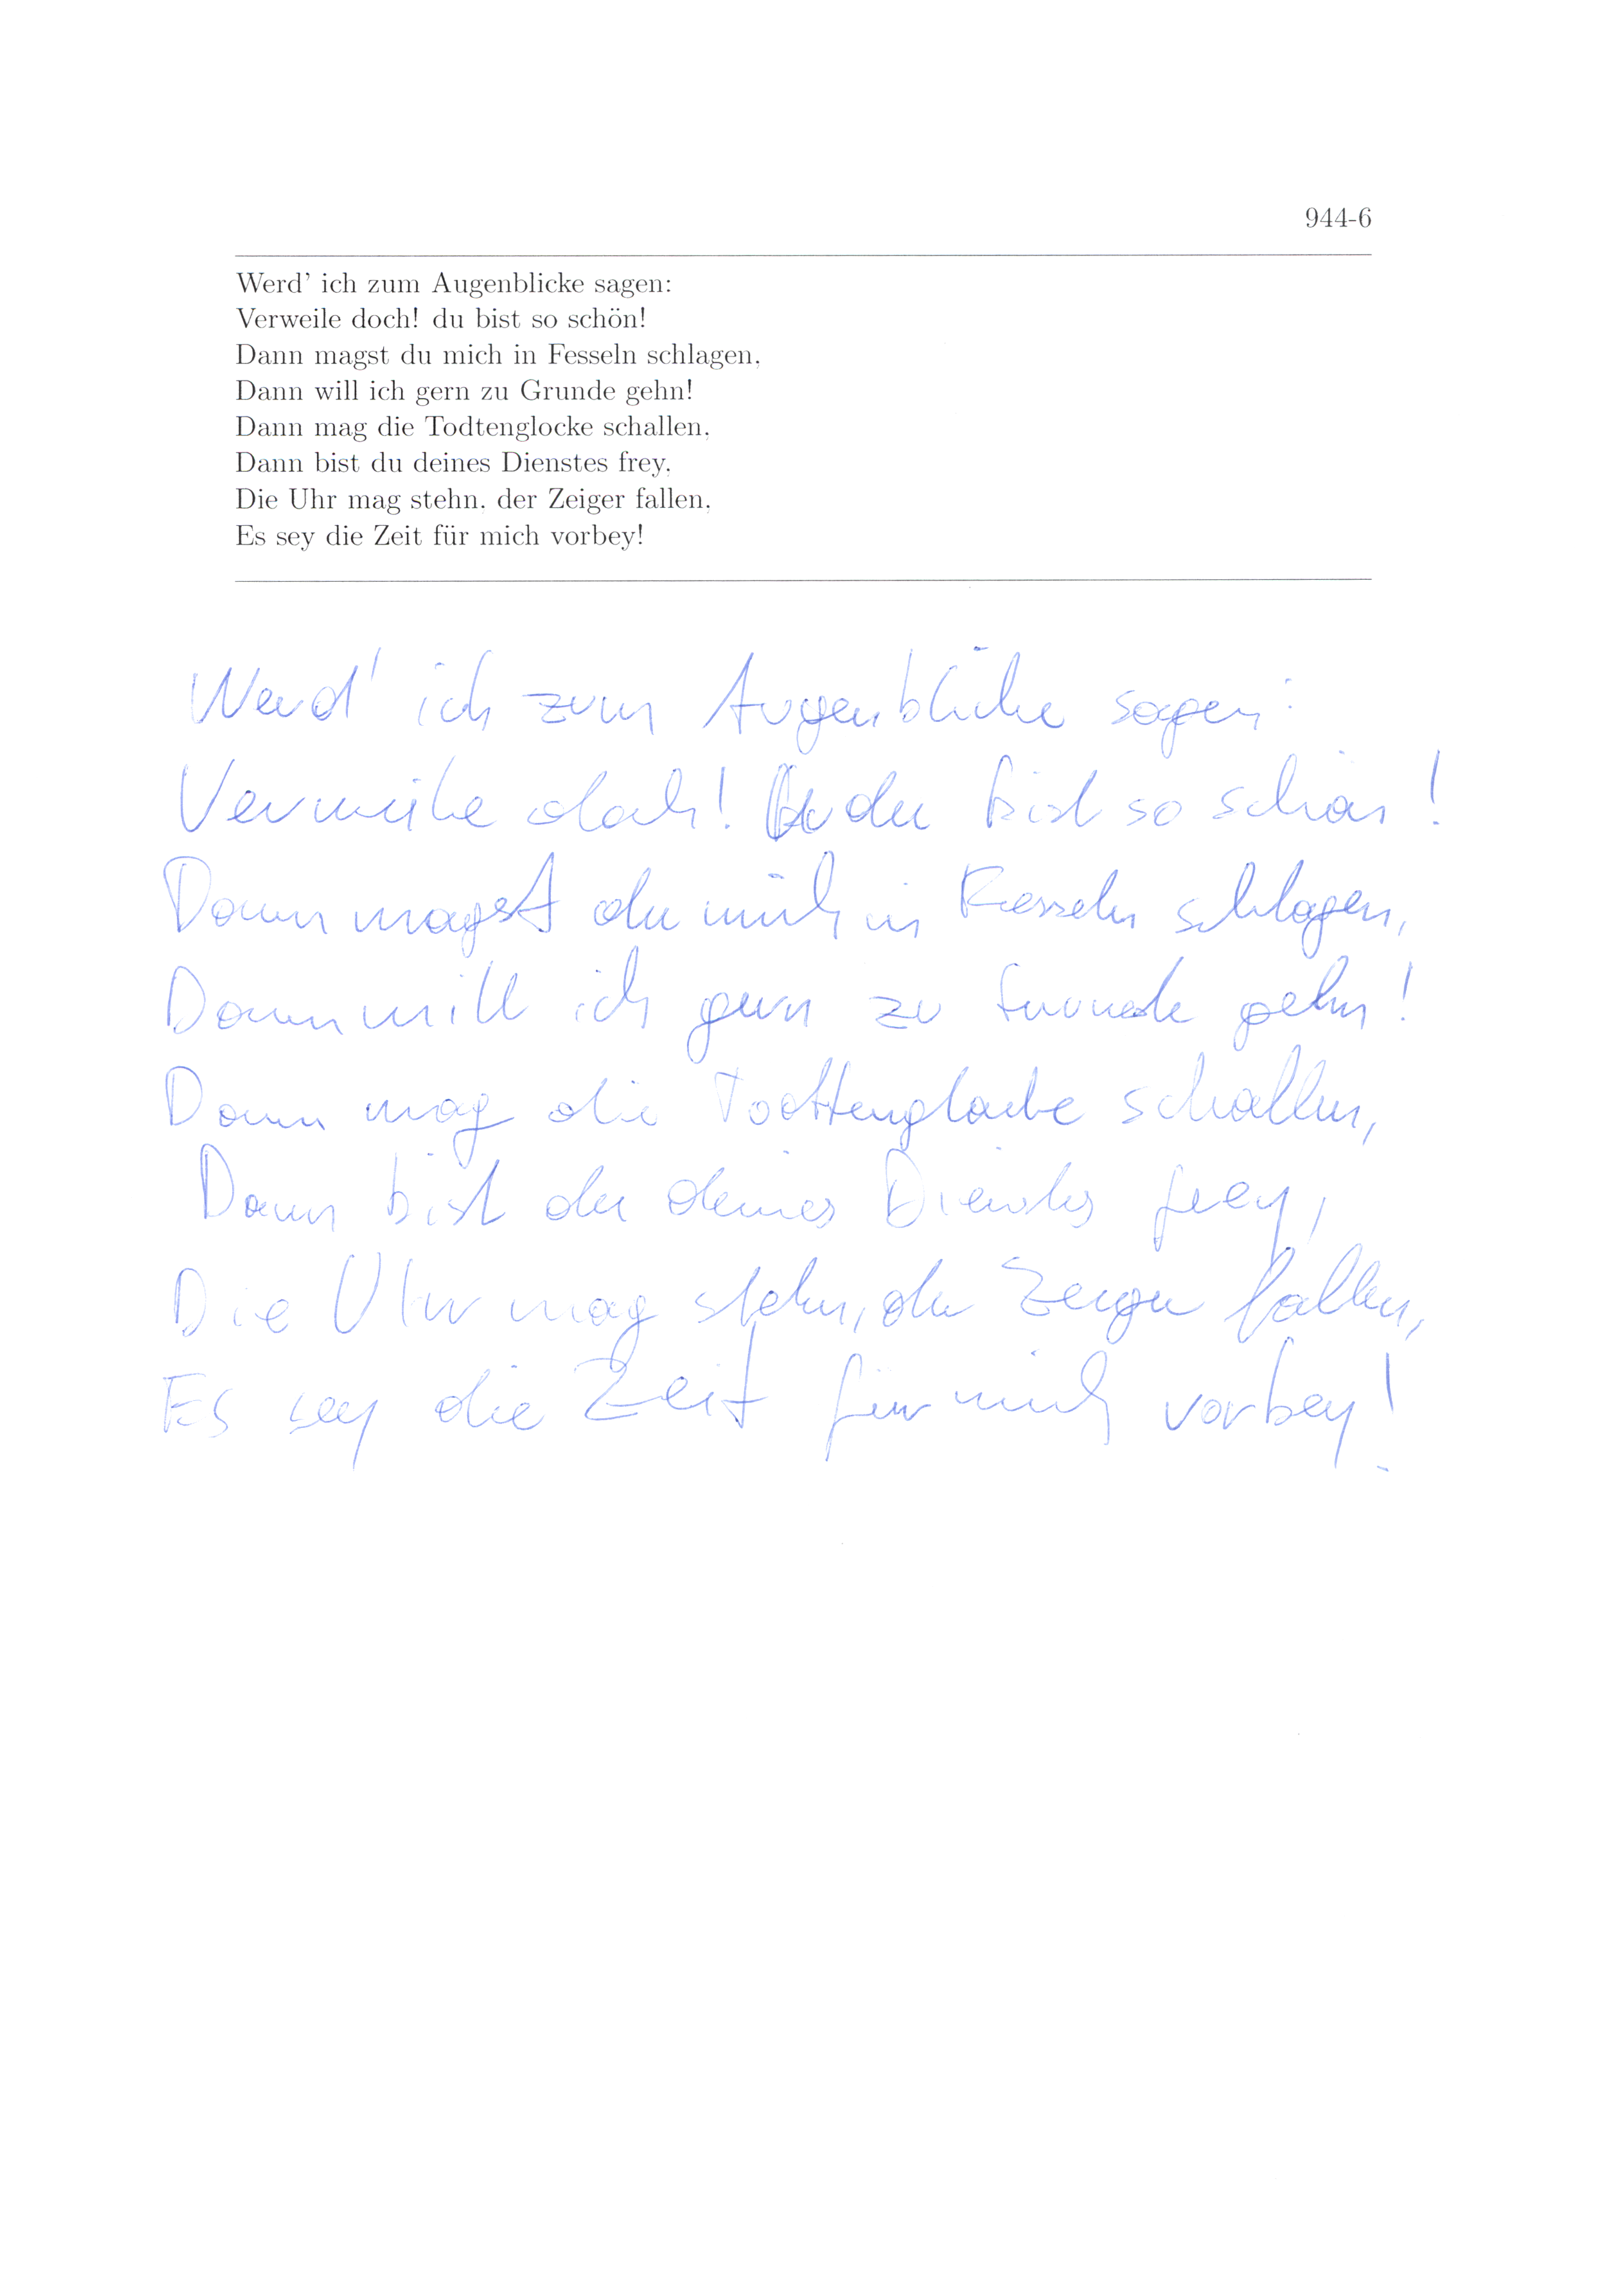 944-6
Werd' ich zum Augenblicke sagen:
Verweile doch! du bist so schön!
Dann magst du mich in Fesseln schlagen,
Dann will ich gern zu Grunde gehn!
Dann mag die Todtenglocke schallen,
Dann bist du deines Dienstes frey,
Die Uhr mag stehn, der Zeiger fallen,
Es sey die Zeit für mich vorbey!
Werd' ich zum Augenblicke sagen:
Verweile doch! du bist so schön!
Dann magst du mich in Fesseln schlagen,
Dann will ich gern zu Grunde gehn!
Dann mag die Todtenglocke schallen,
Dann bist du deines Dienstes frey,
Die Uhr mag stehn, der Zeiger fallen,
Es sey die Zeit für mich vorbey!